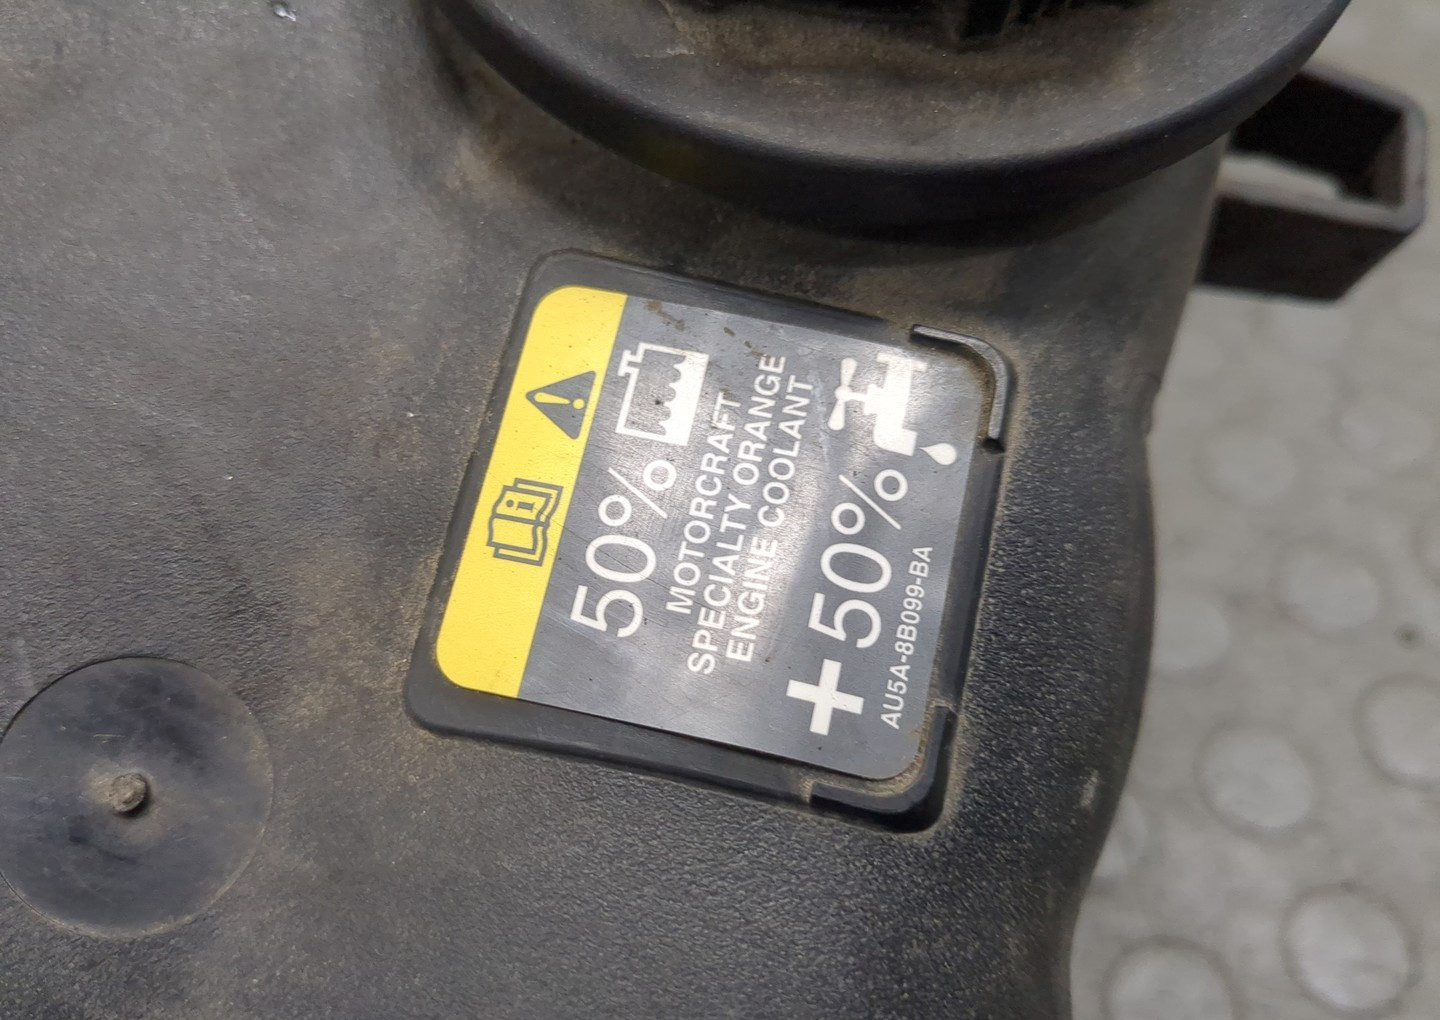 50%
MOTORCRAFT
SPECIALTY ORANGE
ENGINE COOLANT
+ 50%
AU5A-8B099-BA